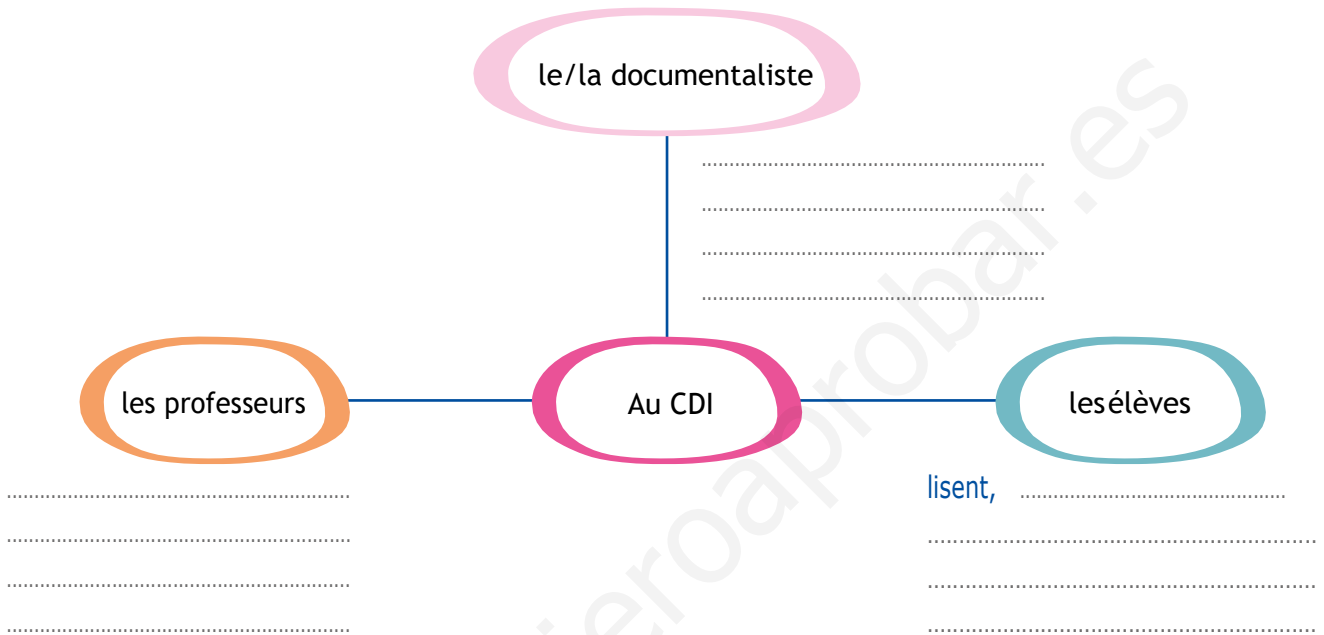 le/la documentaliste
les professeurs
Au CDI
lesélèves
lisent,